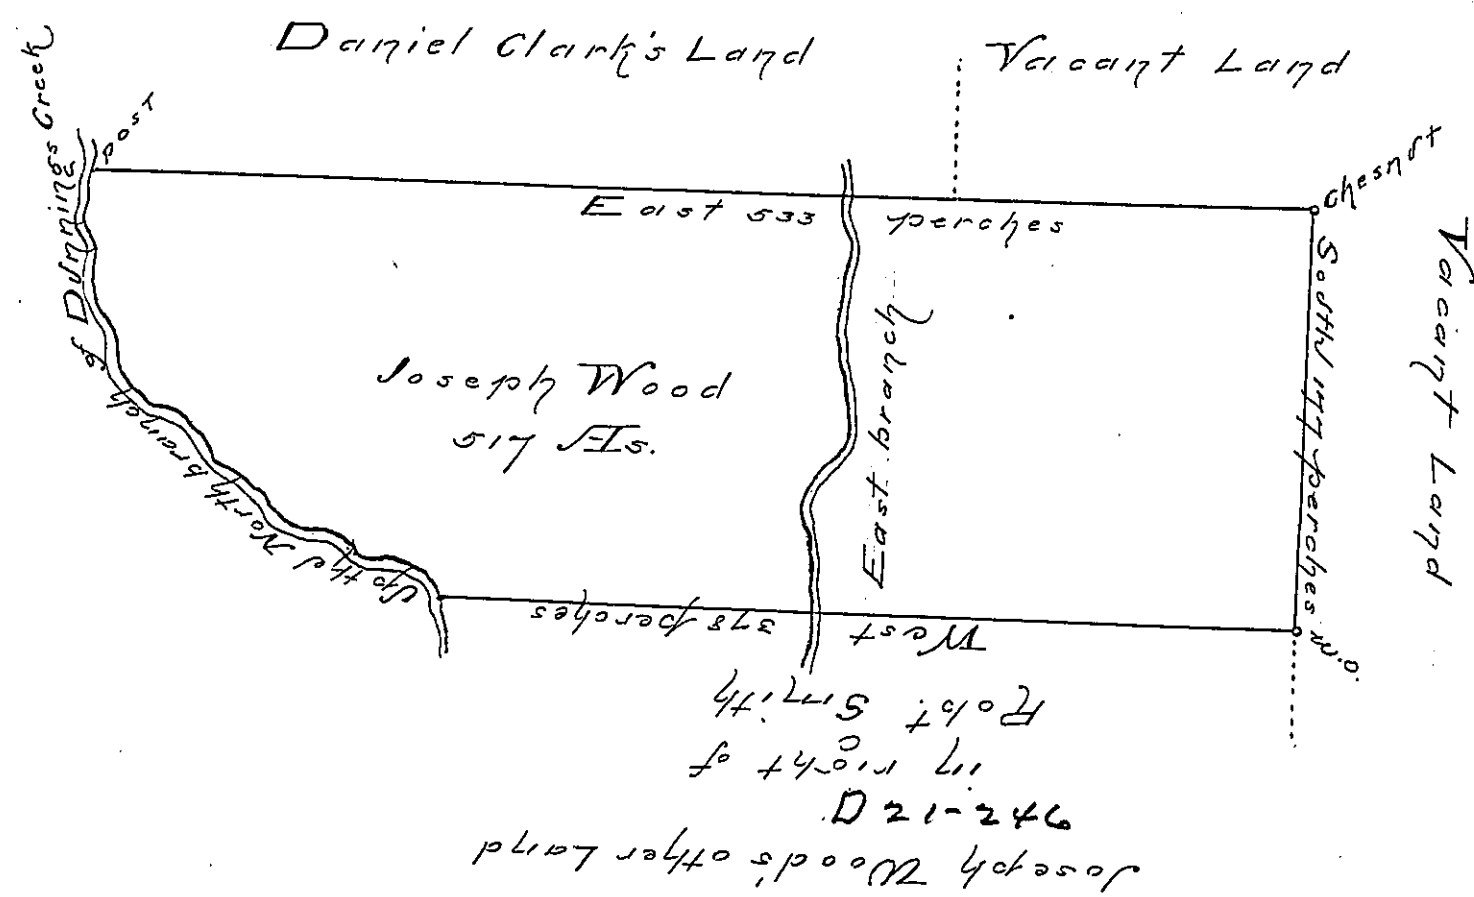 Daniel Clark's Land
Vacant Land
Up the North branch of Dunnings Creek
post
chesnut
East 533 perches
South 177 perches
Vacant Land
Joseph Wood
517 As.
East branch
w.o.
West 378 perches
Robt. Smith
in right of
D21-246
Joseph Wood's other Land